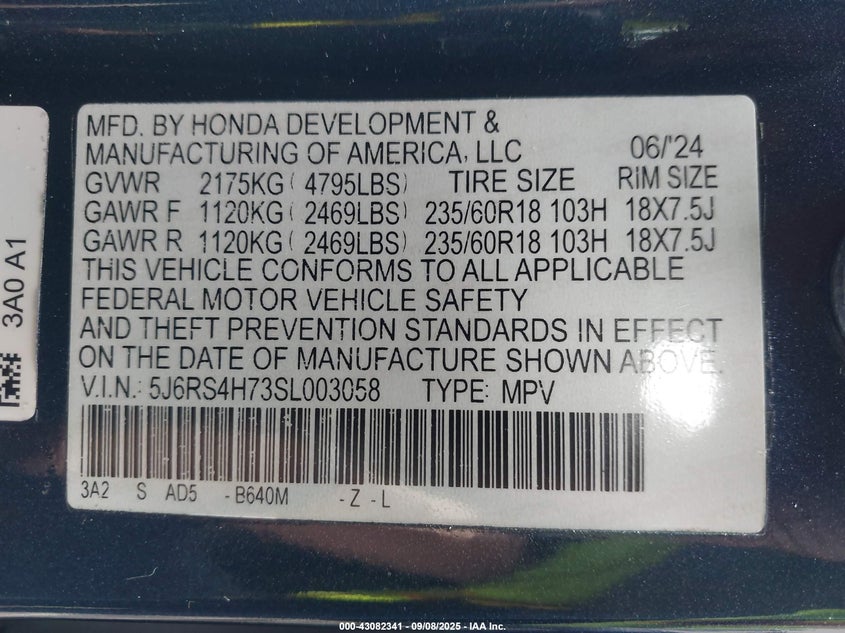 MFD. BY HONDA DEVELOPMENT &
MANUFACTURING OF AMERICA, LLC 06/'24
GVWR 2175KG ( 4795LBS) TIRE SIZE RIM SIZE
GAWR F 1120KG ( 2469LBS) 235/60R18 103H 18X7.5J
GAWR R 1120KG ( 2469LBS) 235/60R18 103H 18X7.5J
THIS VEHICLE CONFORMS TO ALL APPLICABLE
FEDERAL MOTOR VEHICLE SAFETY
AND THEFT PREVENTION STANDARDS IN EFFECT
ON THE DATE OF MANUFACTURE SHOWN ABOVE.
V.I.N.: 5J6RS4H73SL003058 TYPE: MPV
3A2 S AD5 - B640M - Z - L
3A0 A1
000-43082341 - 09/08/2025 - IAA Inc.